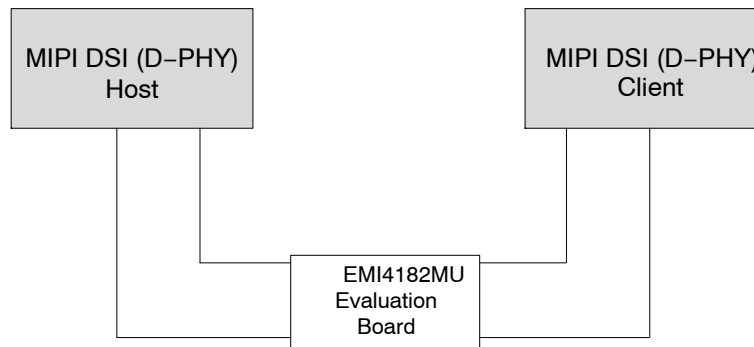 MIPI DSI (D−PHY)
Host
MIPI DSI (D−PHY)
Client
EMI4182MU
Evaluation
Board